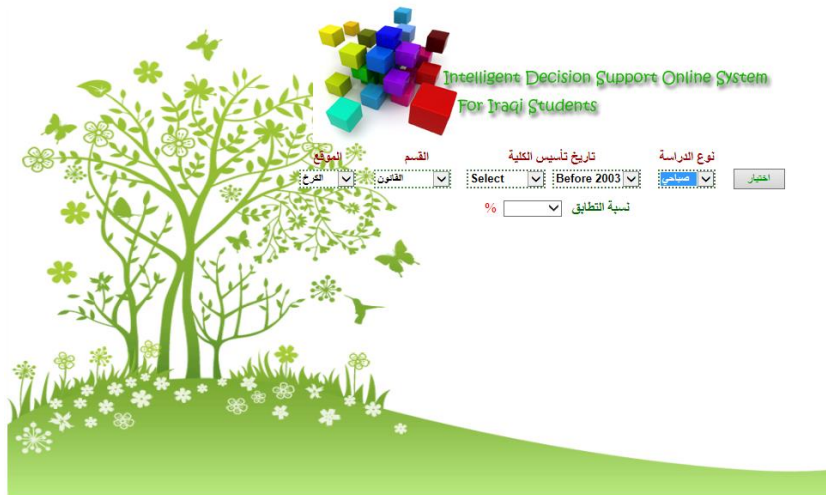 Intelligent Decision Support Online System
For Iraqi Students
نوع الدراسة تاريخ تأسيس الكلية القسم الموقع
اختيار صباحي Before 2003 Select القانون الكرخ
نسبة التطابق %